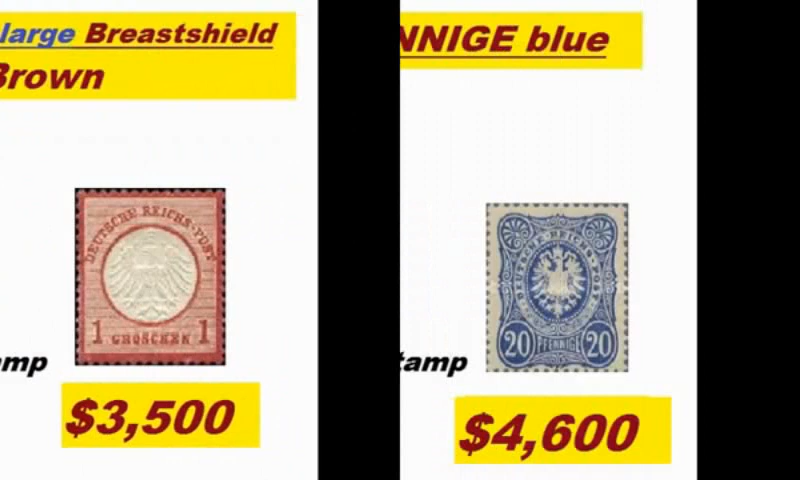 large Breastshield
Brown
DEUTSCHE REICHS-POST
1 GROSCHEN 1
amp
$3,500
NNIGE blue
DEUTSCHE REICHS-POST
20 PFENNIGE 20
tamp
$4,600